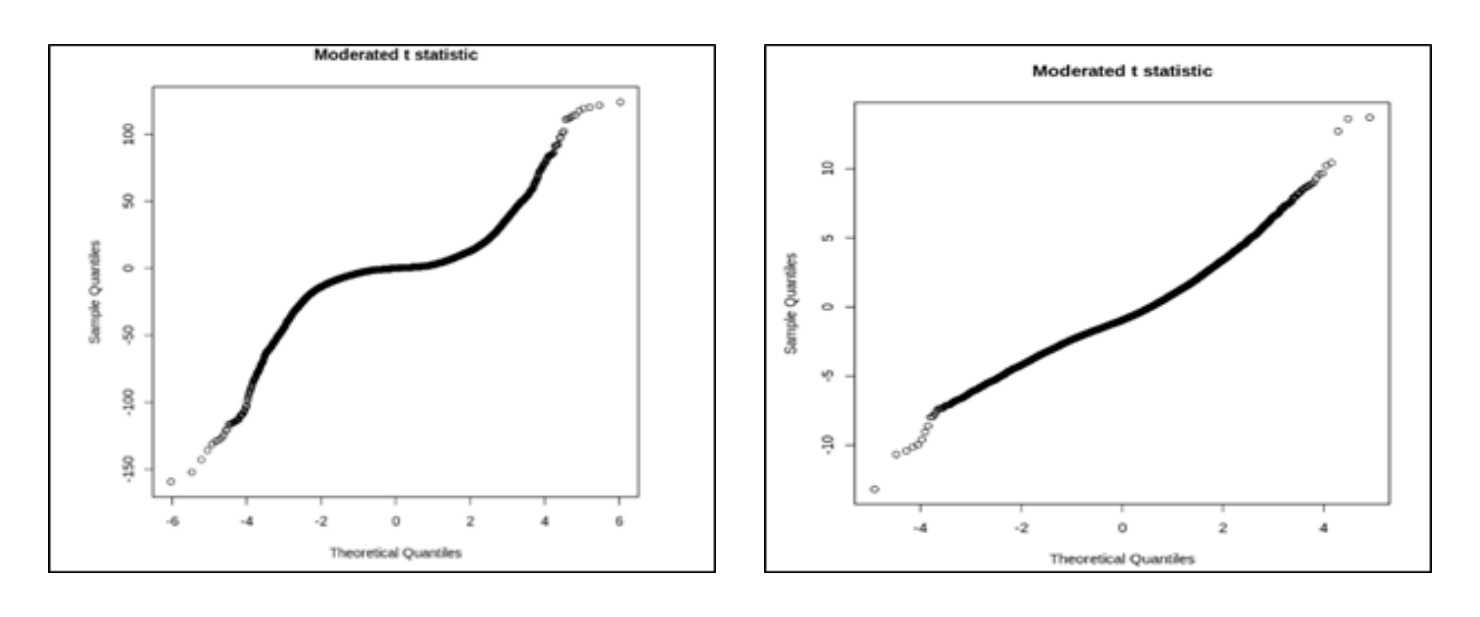 Moderated t statistic
100
50
0
-50
-100
-150
Sample Quantiles
-6 -4 -2 0 2 4 6
Theoretical Quantiles
Moderated t statistic
10
5
0
-5
-10
Sample Quantiles
-4 -2 0 2 4
Theoretical Quantiles